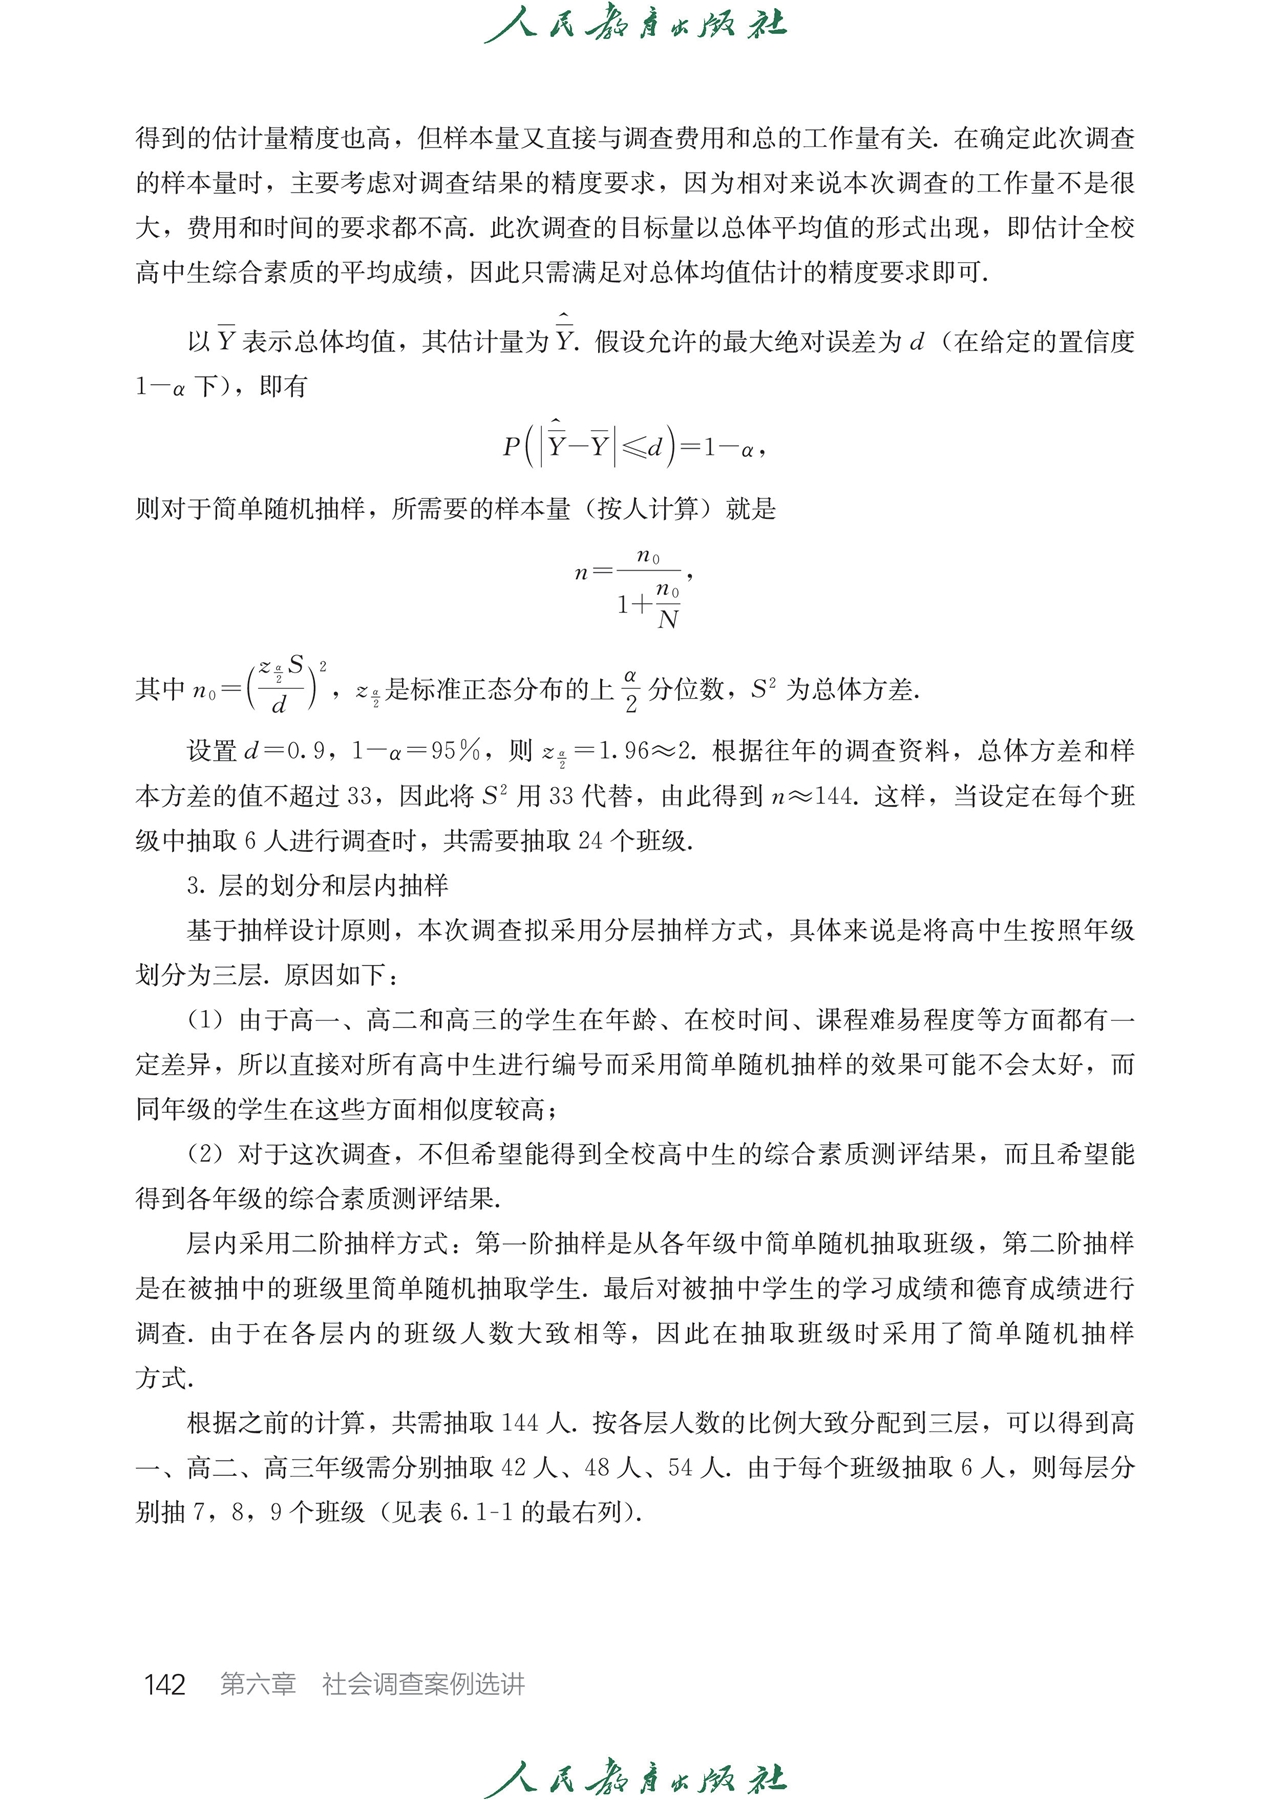 人民教育出版社
得到的估计量精度也高，但样本量又直接与调查费用和总的工作量有关. 在确定此次调查
的样本量时，主要考虑对调查结果的精度要求，因为相对来说本次调查的工作量不是很
大，费用和时间的要求都不高. 此次调查的目标量以总体平均值的形式出现，即估计全校
高中生综合素质的平均成绩，因此只需满足对总体均值估计的精度要求即可.
以 $\overline{Y}$ 表示总体均值，其估计量为 $\hat{\overline{Y}}$. 假设允许的最大绝对误差为 d（在给定的置信度
1－α 下），即有
$P\left(\left|\hat{\overline{Y}}-\overline{Y}\right|\leqslant d\right)=1-α$，
则对于简单随机抽样，所需要的样本量（按人计算）就是
$n=\frac{n_0}{1+\frac{n_0}{N}}$，
其中 $n_0=\left(\frac{z_{\frac{α}{2}}S}{d}\right)^2$，$z_{\frac{α}{2}}$是标准正态分布的上 $\frac{α}{2}$ 分位数，$S^2$ 为总体方差.
设置 d＝0.9，1－α＝95%，则 $z_{\frac{α}{2}}$＝1.96≈2. 根据往年的调查资料，总体方差和样
本方差的值不超过 33，因此将 $S^2$ 用 33 代替，由此得到 n≈144. 这样，当设定在每个班
级中抽取 6 人进行调查时，共需要抽取 24 个班级.
3. 层的划分和层内抽样
基于抽样设计原则，本次调查拟采用分层抽样方式，具体来说是将高中生按照年级
划分为三层. 原因如下：
（1）由于高一、高二和高三的学生在年龄、在校时间、课程难易程度等方面都有一
定差异，所以直接对所有高中生进行编号而采用简单随机抽样的效果可能不会太好，而
同年级的学生在这些方面相似度较高；
（2）对于这次调查，不但希望能得到全校高中生的综合素质测评结果，而且希望能
得到各年级的综合素质测评结果.
层内采用二阶抽样方式：第一阶抽样是从各年级中简单随机抽取班级，第二阶抽样
是在被抽中的班级里简单随机抽取学生. 最后对被抽中学生的学习成绩和德育成绩进行
调查. 由于在各层内的班级人数大致相等，因此在抽取班级时采用了简单随机抽样
方式.
根据之前的计算，共需抽取 144 人. 按各层人数的比例大致分配到三层，可以得到高
一、高二、高三年级需分别抽取 42 人、48 人、54 人. 由于每个班级抽取 6 人，则每层分
别抽 7，8，9 个班级（见表 6.1-1 的最右列）.
142 第六章 社会调查案例选讲
人民教育出版社